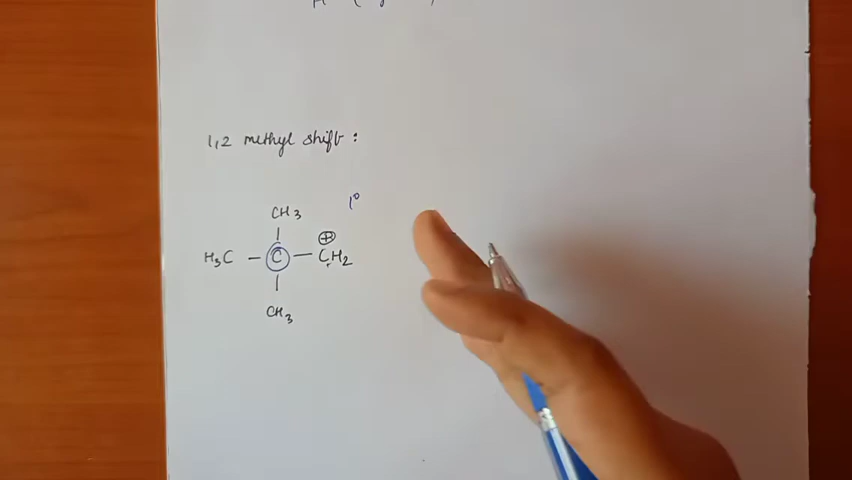 1,2 methyl shift :
1°
CH3
⊕
H3C – C – CH2
CH3